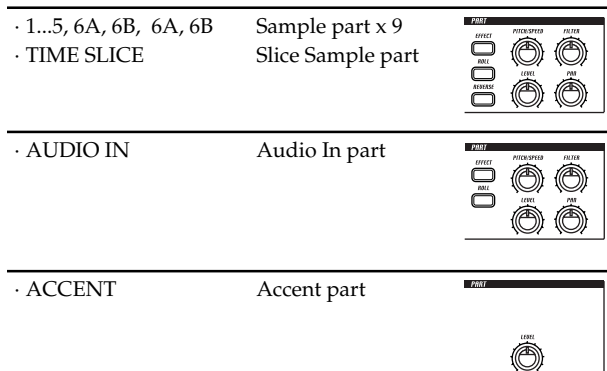 · 1...5, 6A, 6B, 6A, 6B Sample part x 9
· TIME SLICE Slice Sample part
PART
EFFECT PITCH/SPEED FILTER
ROLL
LEVEL PAN
REVERSE
· AUDIO IN Audio In part
PART
EFFECT PITCH/SPEED FILTER
ROLL
LEVEL PAN
· ACCENT Accent part
PART
LEVEL